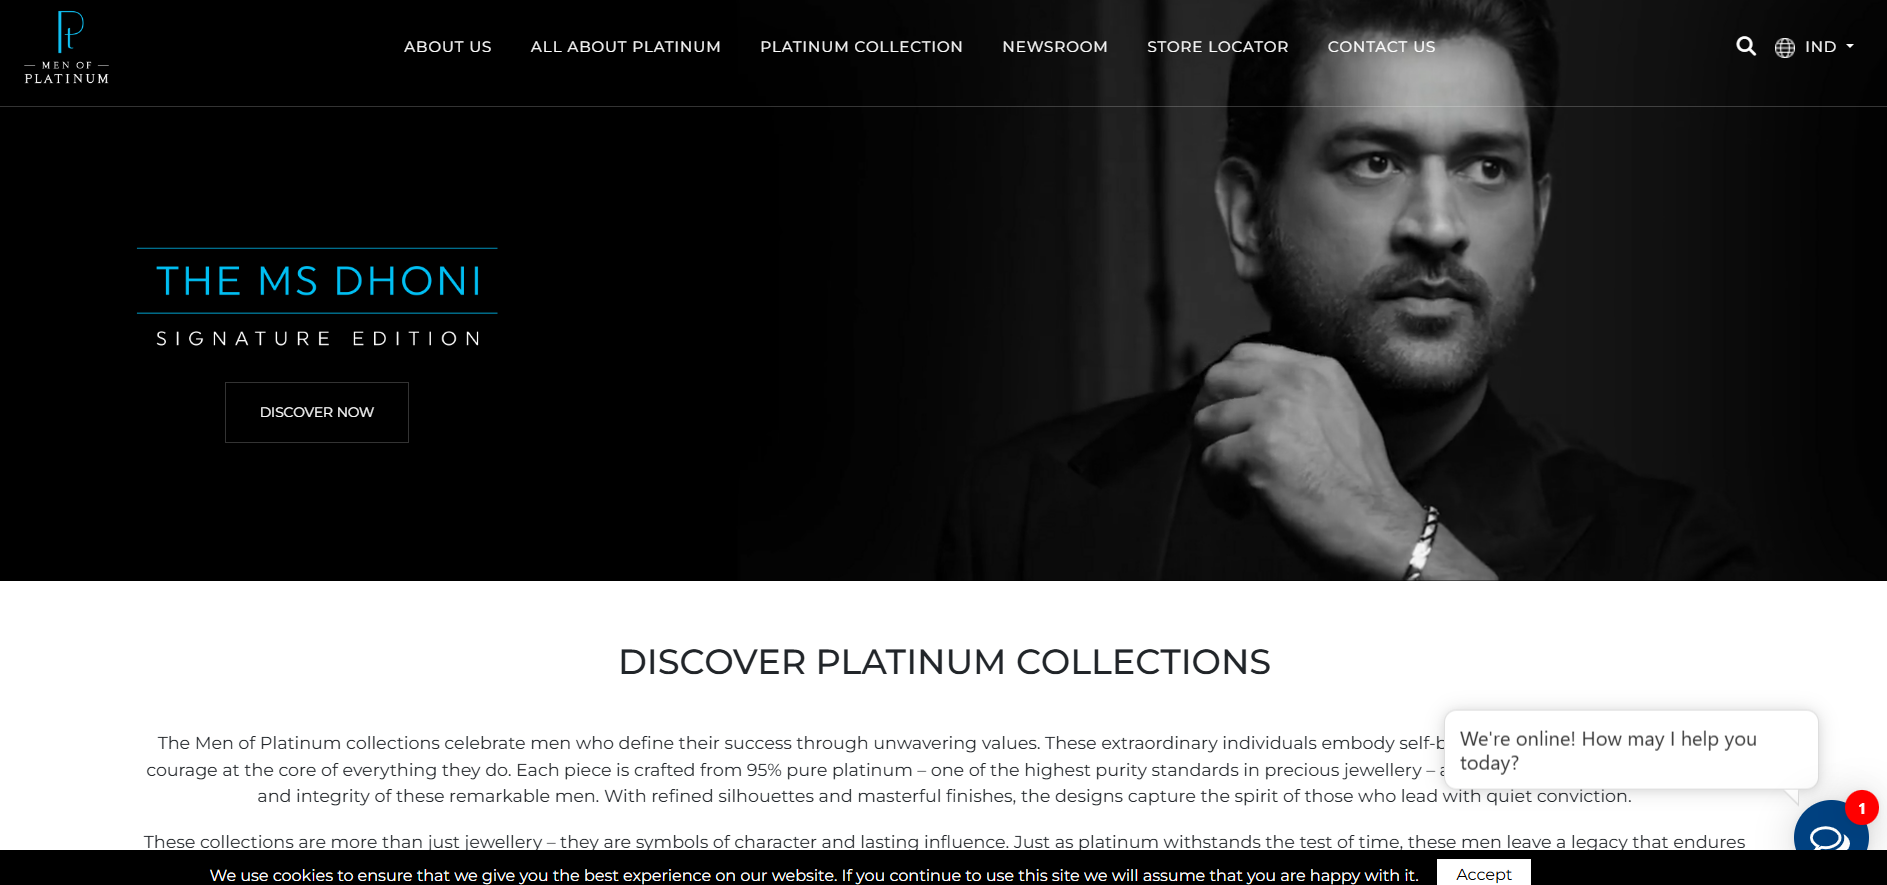 Pt
— MEN OF —
PLATINUM
ABOUT US
ALL ABOUT PLATINUM
PLATINUM COLLECTION
NEWSROOM
STORE LOCATOR
CONTACT US
IND
THE MS DHONI
SIGNATURE EDITION
DISCOVER NOW
DISCOVER PLATINUM COLLECTIONS
The Men of Platinum collections celebrate men who define their success through unwavering values. These extraordinary individuals embody
courage at the core of everything they do. Each piece is crafted from 95% pure platinum – one of the highest purity standards in precious jewellery –
and integrity of these remarkable men. With refined silhouettes and masterful finishes, the designs capture the spirit of those who lead with quiet conviction.
These collections are more than just jewellery – they are symbols of character and lasting influence. Just as platinum withstands the test of time, these men leave a legacy that endures
We're online! How may I help you
today?
1
We use cookies to ensure that we give you the best experience on our website. If you continue to use this site we will assume that you are happy with it.
Accept